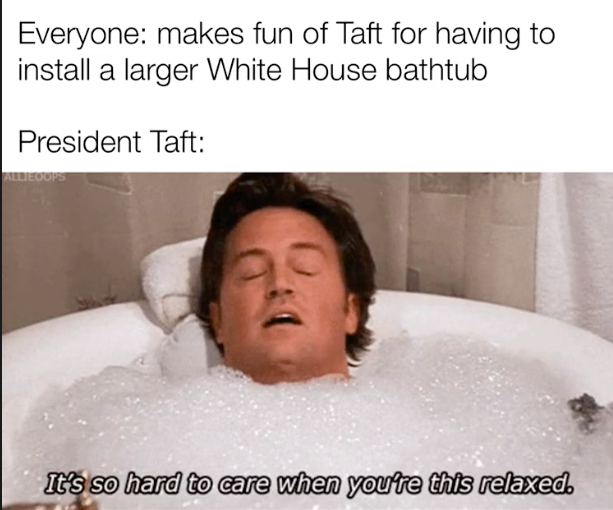 Everyone: makes fun of Taft for having to
install a larger White House bathtub
President Taft:
ALLIEOOPS
It's so hard to care when you're this relaxed.